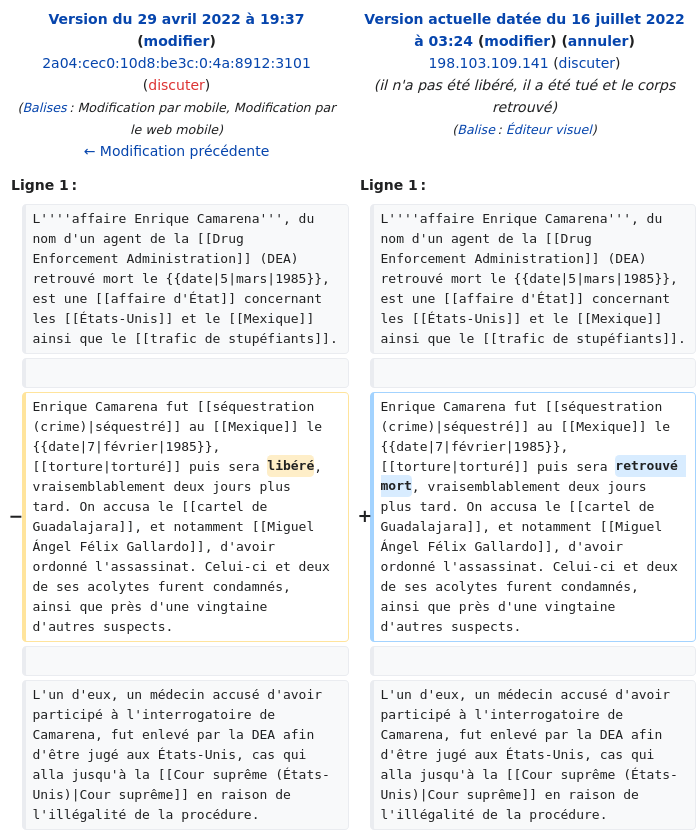 Version du 29 avril 2022 à 19:37
(modifier)
2a04:cec0:10d8:be3c:0:4a:8912:3101
(discuter)
(Balises : Modification par mobile, Modification par
le web mobile)
← Modification précédente
Version actuelle datée du 16 juillet 2022
à 03:24 (modifier) (annuler)
198.103.109.141 (discuter)
(il n'a pas été libéré, il a été tué et le corps
retrouvé)
(Balise : Éditeur visuel)
Ligne 1 :
L''''affaire Enrique Camarena''', du
nom d'un agent de la [[Drug
Enforcement Administration]] (DEA)
retrouvé mort le {{date|5|mars|1985}},
est une [[affaire d'État]] concernant
les [[États-Unis]] et le [[Mexique]]
ainsi que le [[trafic de stupéfiants]].
Enrique Camarena fut [[séquestration
(crime)|séquestré]] au [[Mexique]] le
{{date|7|février|1985}},
[[torture|torturé]] puis sera libéré,
vraisemblablement deux jours plus
tard. On accusa le [[cartel de
− Guadalajara]], et notamment [[Miguel
Ángel Félix Gallardo]], d'avoir
ordonné l'assassinat. Celui-ci et deux
de ses acolytes furent condamnés,
ainsi que près d'une vingtaine
d'autres suspects.
L'un d'eux, un médecin accusé d'avoir
participé à l'interrogatoire de
Camarena, fut enlevé par la DEA afin
d'être jugé aux États-Unis, cas qui
alla jusqu'à la [[Cour suprême (États-
Unis)|Cour suprême]] en raison de
l'illégalité de la procédure.
Ligne 1 :
L''''affaire Enrique Camarena''', du
nom d'un agent de la [[Drug
Enforcement Administration]] (DEA)
retrouvé mort le {{date|5|mars|1985}},
est une [[affaire d'État]] concernant
les [[États-Unis]] et le [[Mexique]]
ainsi que le [[trafic de stupéfiants]].
Enrique Camarena fut [[séquestration
(crime)|séquestré]] au [[Mexique]] le
{{date|7|février|1985}},
[[torture|torturé]] puis sera retrouvé
mort, vraisemblablement deux jours
plus tard. On accusa le [[cartel de
+ Guadalajara]], et notamment [[Miguel
Ángel Félix Gallardo]], d'avoir
ordonné l'assassinat. Celui-ci et deux
de ses acolytes furent condamnés,
ainsi que près d'une vingtaine
d'autres suspects.
L'un d'eux, un médecin accusé d'avoir
participé à l'interrogatoire de
Camarena, fut enlevé par la DEA afin
d'être jugé aux États-Unis, cas qui
alla jusqu'à la [[Cour suprême (États-
Unis)|Cour suprême]] en raison de
l'illégalité de la procédure.